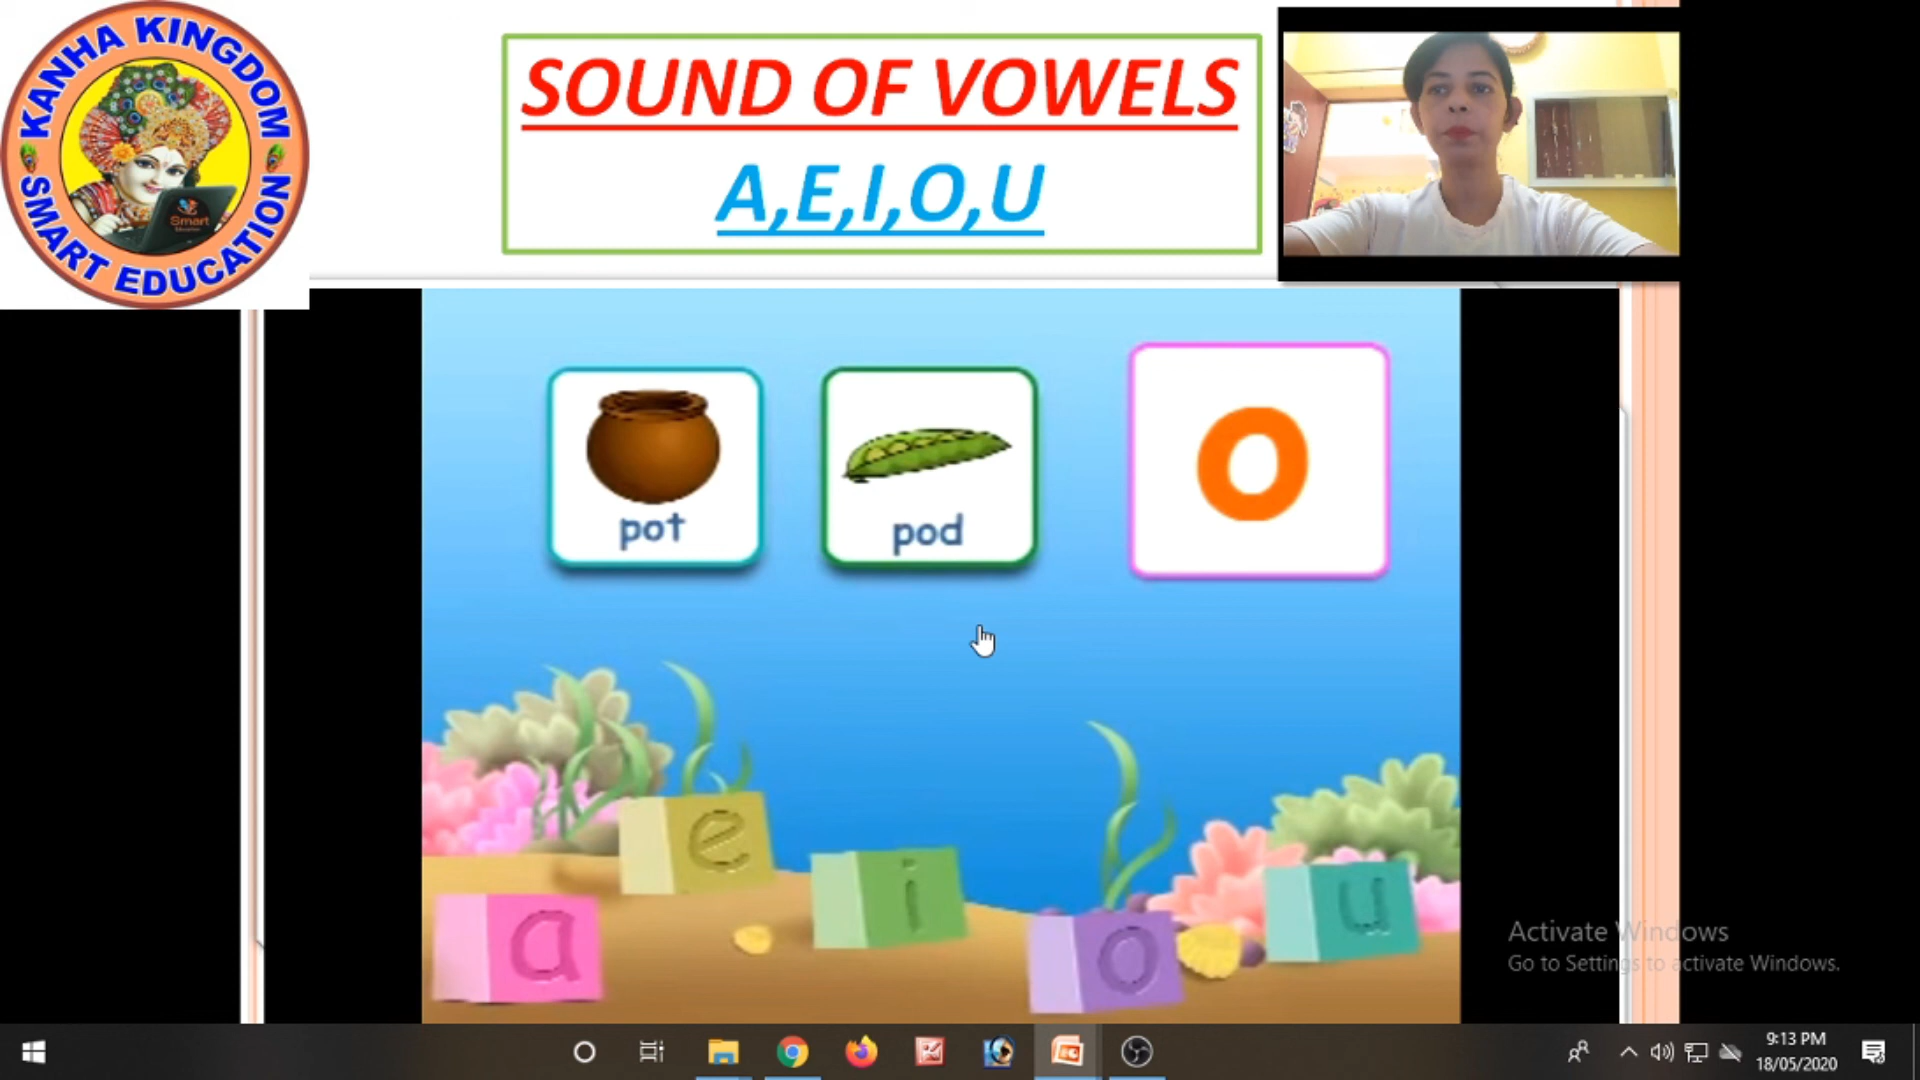 KANHA KINGDOM
SMART EDUCATION
Smart
SOUND OF VOWELS
A,E,I,O,U
pot
pod
o
e
i
a
o
u
Activate Windows
Go to Settings to activate Windows.
9:13 PM
18/05/2020